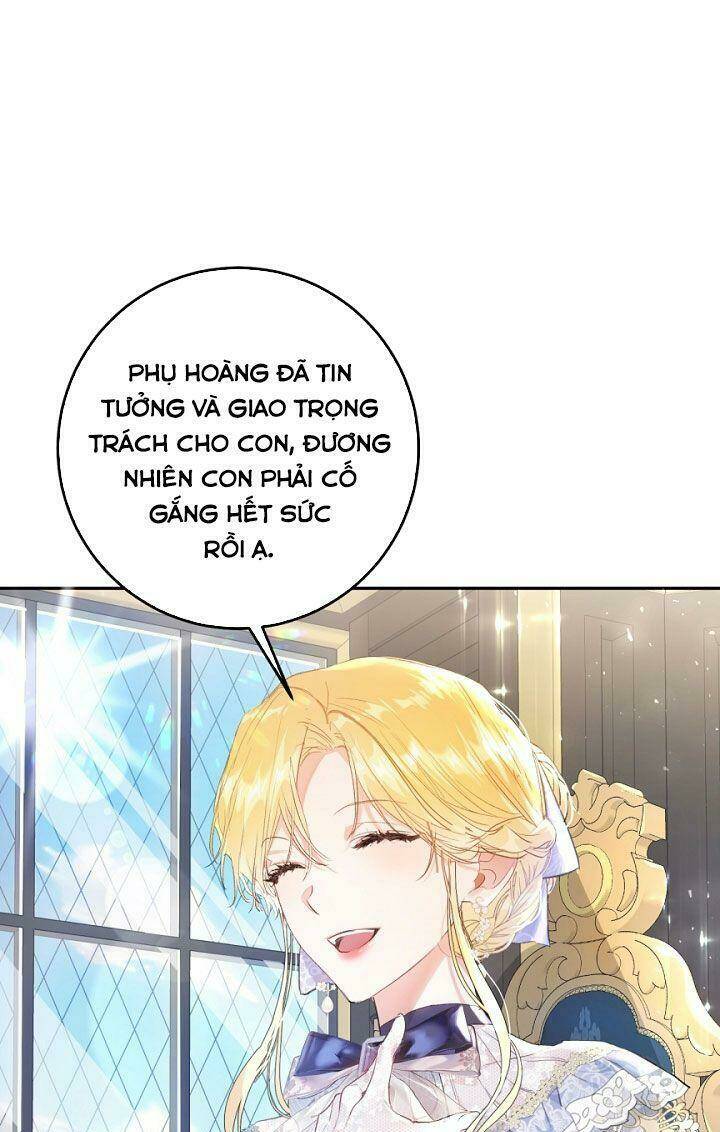 PHỤ HOÀNG ĐÃ TIN
TƯỞNG VÀ GIAO TRỌNG
TRÁCH CHO CON, ĐƯƠNG
NHIÊN CON PHẢI CỐ
GẮNG HẾT SỨC
RỒI Ạ.